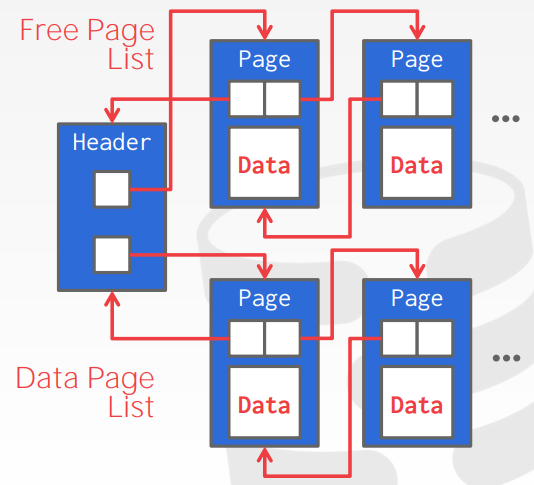 Free Page
List
Page
Page
Data
Data
...
Header
Page
Page
Data
Data
...
Data Page
List